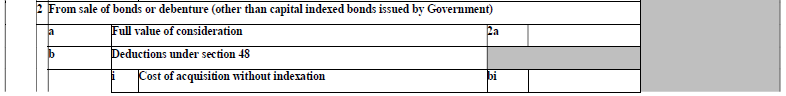 2 From sale of bonds or debenture (other than capital indexed bonds issued by Government)
a Full value of consideration 2a
b Deductions under section 48
i Cost of acquisition without indexation bi